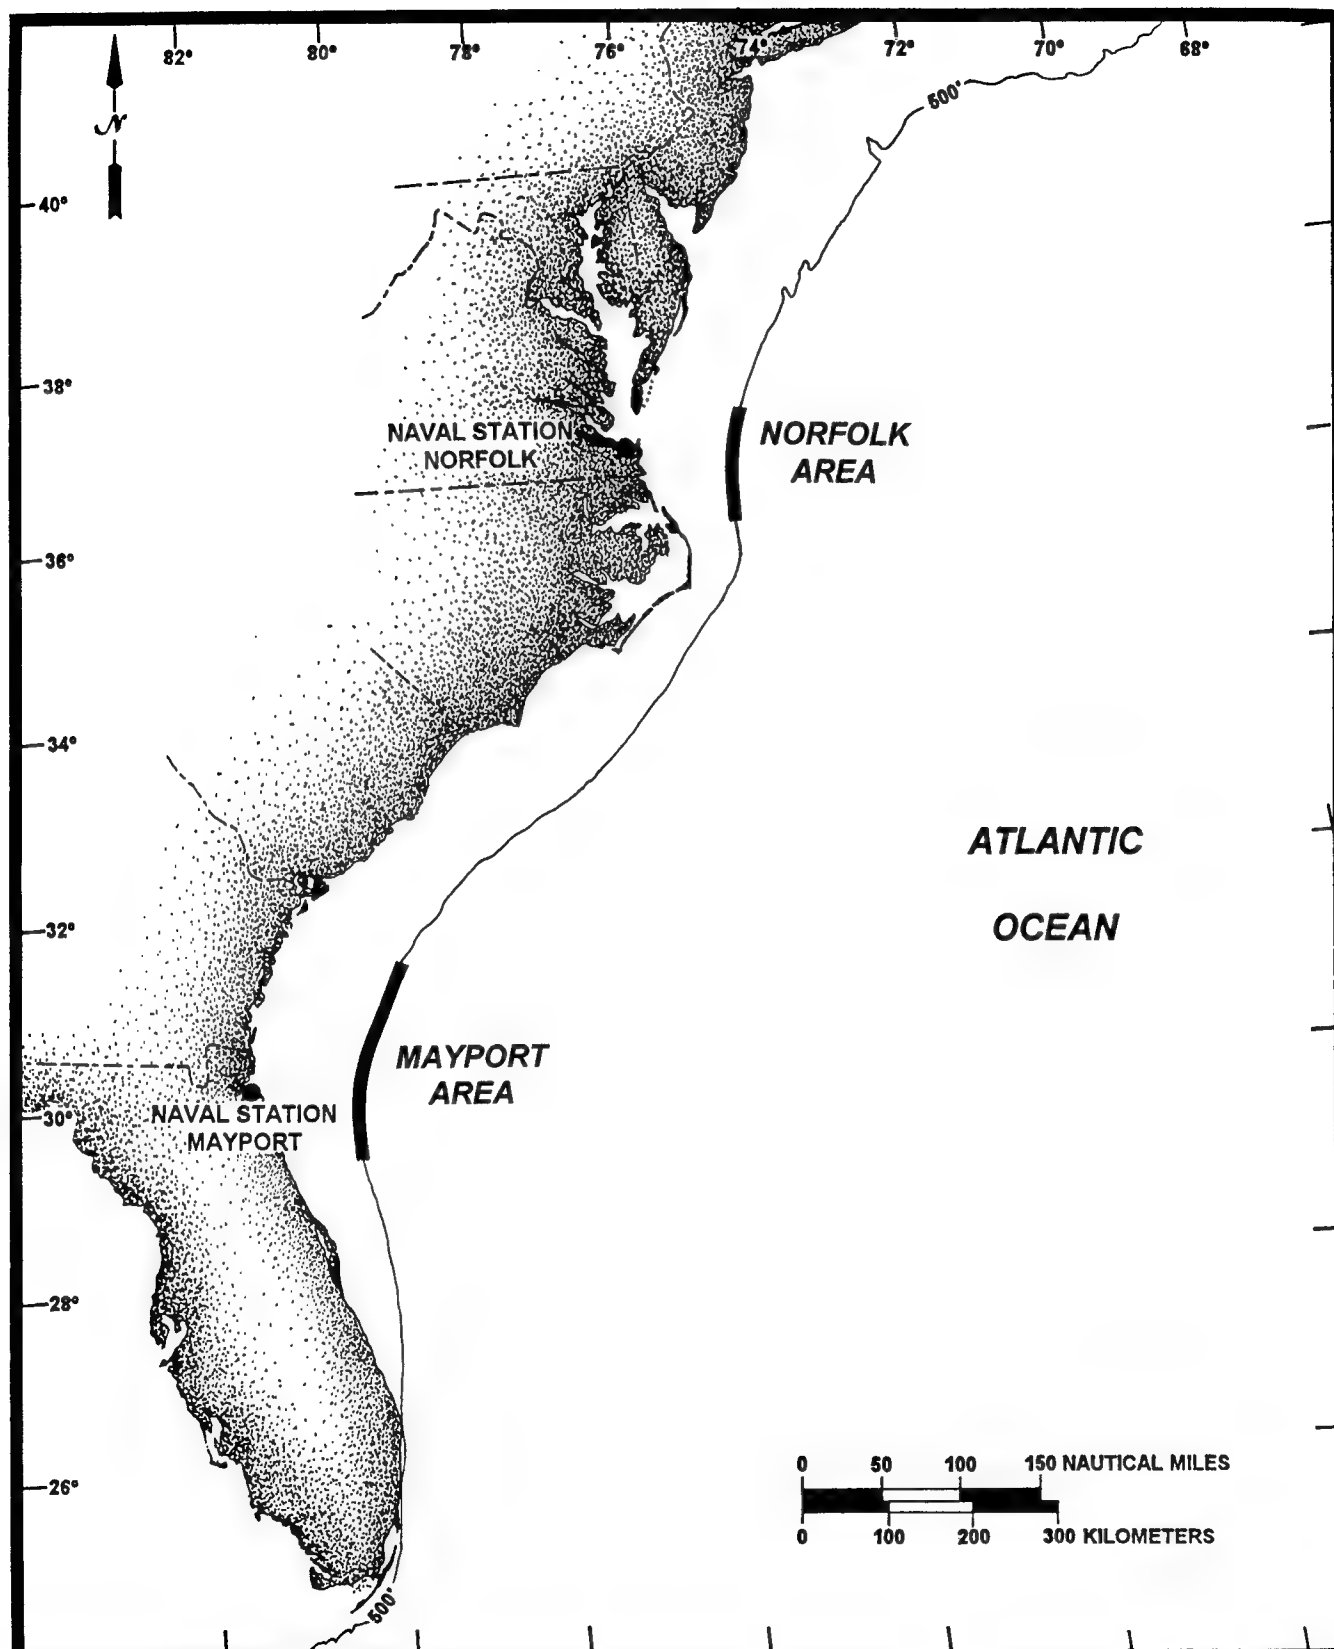 82° 80° 78° 76° 74° 72° 70° 68°
N
500'
40°
38°
NAVAL STATION
NORFOLK
NORFOLK
AREA
36°
34°
ATLANTIC
OCEAN
32°
MAYPORT
AREA
30°
NAVAL STATION
MAYPORT
28°
26°
0 50 100 150 NAUTICAL MILES
0 100 200 300 KILOMETERS
500'